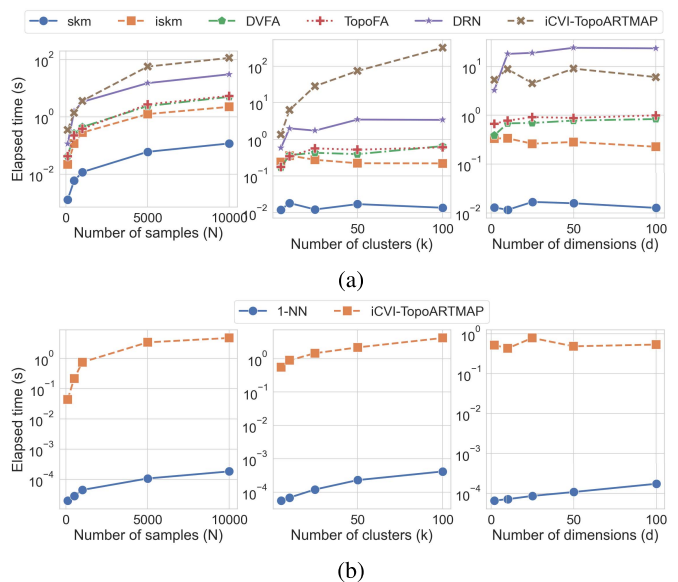 skm iskm DVFA TopoFA DRN iCVI-TopoARTMAP
Elapsed time (s)
10^2
10^0
10^−2
0 5000 10000
Number of samples (N)
10^2
10^1
10^0
10^−1
10^−2
50 100
Number of clusters (k)
10^1
10^0
10^−1
10^−2
0 50 100
Number of dimensions (d)
(a)
1-NN iCVI-TopoARTMAP
Elapsed time (s)
10^0
10^−1
10^−2
10^−3
10^−4
0 5000 10000
Number of samples (N)
10^0
10^−1
10^−2
10^−3
10^−4
50 100
Number of clusters (k)
10^0
10^−1
10^−2
10^−3
10^−4
0 50 100
Number of dimensions (d)
(b)